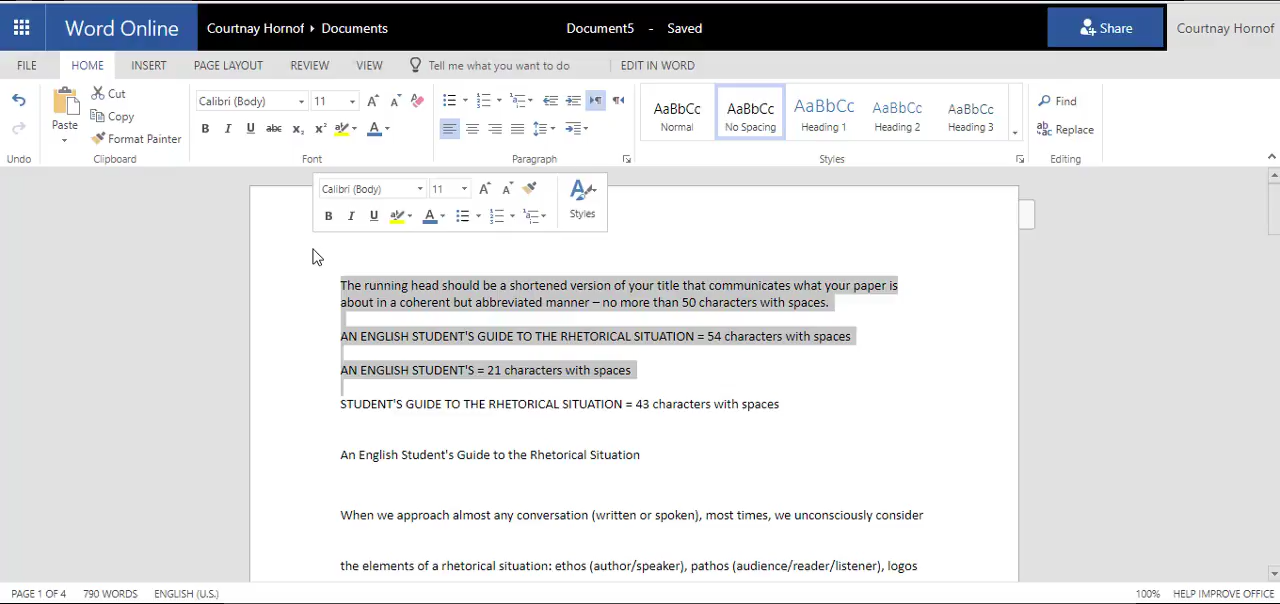 Word Online Courtnay Hornof Documents Document5 - Saved Share Courtnay Hornof
FILE HOME INSERT PAGE LAYOUT REVIEW VIEW Tell me what you want to do EDIT IN WORD
Paste Cut Copy Format Painter
Calibri (Body) 11
B I U abc x₂ x² A
AaBbCc AaBbCc AaBbCc AaBbCc AaBbCc
Normal No Spacing Heading 1 Heading 2 Heading 3
Find
Replace
Undo Clipboard Font Paragraph Styles Editing
Calibri (Body) 11
B I U A Styles
The running head should be a shortened version of your title that communicates what your paper is
about in a coherent but abbreviated manner – no more than 50 characters with spaces.
AN ENGLISH STUDENT'S GUIDE TO THE RHETORICAL SITUATION = 54 characters with spaces
AN ENGLISH STUDENT'S = 21 characters with spaces
STUDENT'S GUIDE TO THE RHETORICAL SITUATION = 43 characters with spaces
An English Student's Guide to the Rhetorical Situation
When we approach almost any conversation (written or spoken), most times, we unconsciously consider
the elements of a rhetorical situation: ethos (author/speaker), pathos (audience/reader/listener), logos
PAGE 1 OF 4 790 WORDS ENGLISH (U.S.) 100% HELP IMPROVE OFFICE